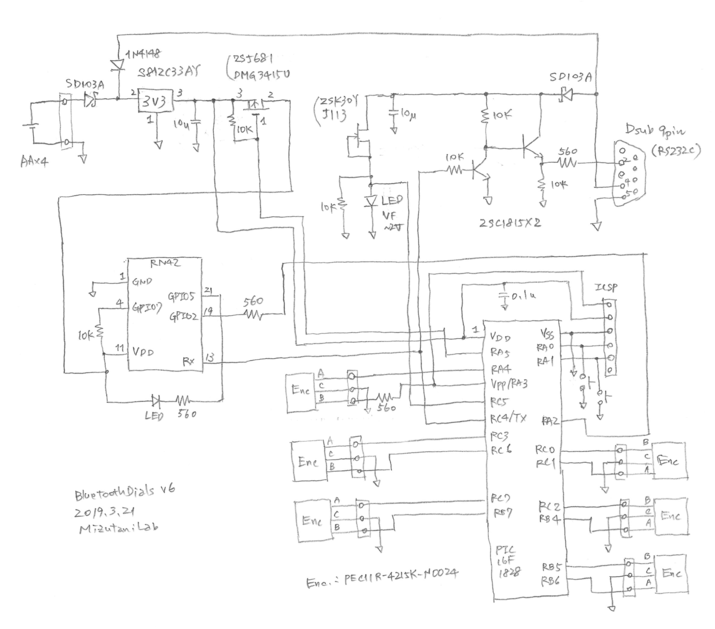 1N4148
S812C33AY
2SJ681
DMG3415U
SD103A
2
3V3
3
1
10μ
3
2
10K
1
AAx4
2SK30Y
J113
10μ
10K
SD103A
Dsub 9pin
(RS232C)
10K
560
10K
2
4
5
10K
LED
VF
~2V
2SC1815X2
RN42
1
GND
GPIO5
21
4
GPIO7
GPIO2
19
560
10K
11
VDD
Rx
13
LED
560
0.1μ
ICSP
1
VDD
VSS
RA5
RA0
RA1
RA4
VPP/RA3
RC5
RC4/TX
RA2
RC3
RC6
RC0
RC1
RC7
RB7
RC2
RB4
RB5
RB6
PIC
16F
1828
Enc
A
C
B
560
Enc
A
C
B
Enc
A
C
B
B
C
A
Enc
B
C
A
Enc
B
C
A
Enc
BluetoothDials v6
2019.3.21
Mizutani Lab
Enc.: PEC11R-4215K-N0024